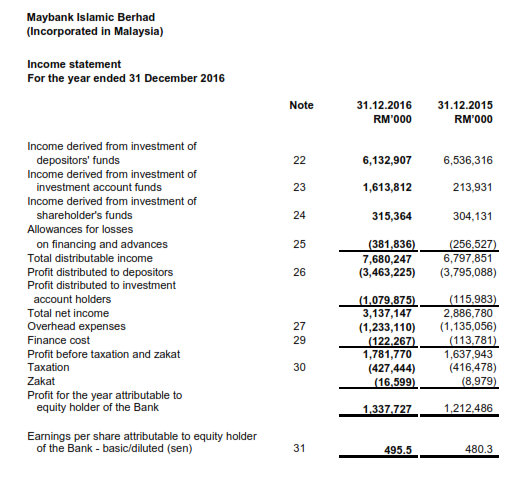 Maybank Islamic Berhad
(Incorporated in Malaysia)
Income statement
For the year ended 31 December 2016
Note 31.12.2016 31.12.2015
RM'000 RM'000
Income derived from investment of
depositors' funds 22 6,132,907 6,536,316
Income derived from investment of
investment account funds 23 1,613,812 213,931
Income derived from investment of
shareholder's funds 24 315,364 304,131
Allowances for losses
on financing and advances 25 (381,836) (256,527)
Total distributable income 7,680,247 6,797,851
Profit distributed to depositors 26 (3,463,225) (3,795,088)
Profit distributed to investment
account holders (1,079,875) (115,983)
Total net income 3,137,147 2,886,780
Overhead expenses 27 (1,233,110) (1,135,056)
Finance cost 29 (122,267) (113,781)
Profit before taxation and zakat 1,781,770 1,637,943
Taxation 30 (427,444) (416,478)
Zakat (16,599) (8,979)
Profit for the year attributable to
equity holder of the Bank 1,337,727 1,212,486
Earnings per share attributable to equity holder
of the Bank - basic/diluted (sen) 31 495.5 480.3